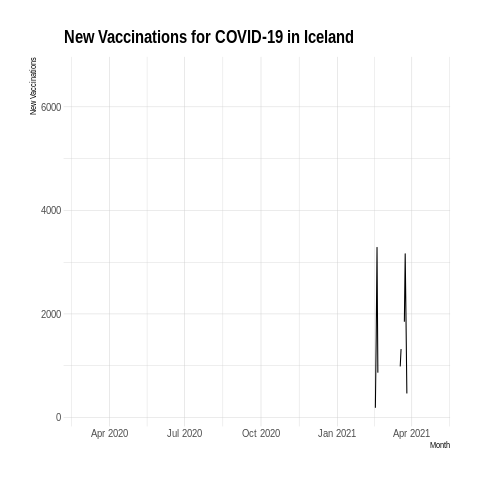 New Vaccinations for COVID-19 in Iceland
New Vaccinations
6000
4000
2000
0
Apr 2020 Jul 2020 Oct 2020 Jan 2021 Apr 2021
Month